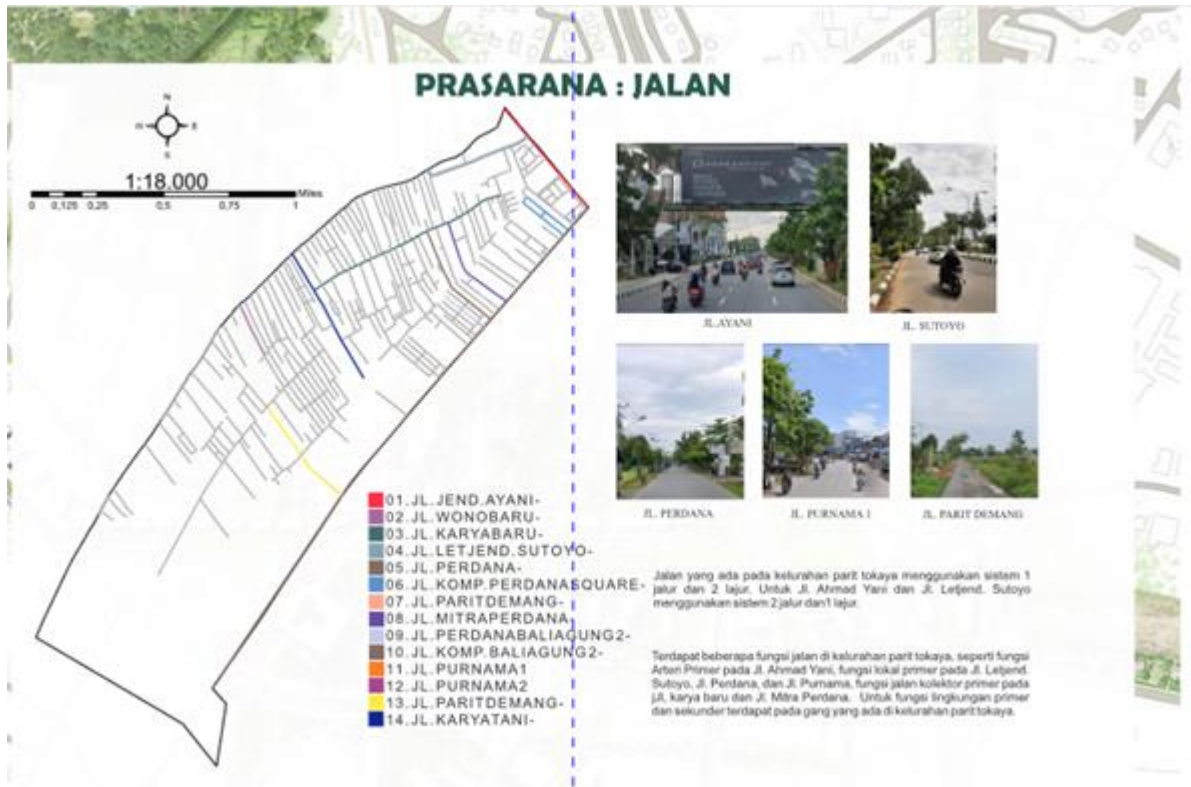 PRASARANA : JALAN
N
W E
S
1:18.000
Miles
0 0,125 0,25 0,5 0,75 1
JL.AYANI
JL. SUTOYO
JL. PERDANA
JL. PURNAMA 1
JL. PARIT DEMANG
01.JL.JEND.AYANI-
02.JL.WONOBARU-
03.JL.KARYABARU-
04.JL.LETJEND.SUTOYO-
05.JL.PERDANA-
06.JL.KOMP.PERDANASQUARE-
07.JL.PARITDEMANG-
08.JL.MITRAPERDANA-
09.JL.PERDANABALIAGUNG2-
10.JL.KOMP.BALIAGUNG2-
11.JL.PURNAMA1
12.JL.PURNAMA2
13.JL.PARITDEMANG-
14.JL.KARYATANI-
Jalan yang ada pada kelurahan parit tokaya menggunakan sistem 1
jalur dan 2 lajur. Untuk Jl. Ahmad Yani dan Jl. Letjend. Sutoyo
menggunakan sistem 2 jalur dan1 lajur.
Terdapat beberapa fungsi jalan di kelurahan parit tokaya, seperti fungsi
Arteri Primer pada Jl. Ahmad Yani, fungsi lokal primer pada Jl. Letjend.
Sutoyo, Jl. Perdana, dan Jl. Purnama, fungsi jalan kolektor primer pada
karya baru dan Jl. Mitra Perdana. Untuk fungsi lingkungan primer
dan sekunder terdapat pada gang yang ada di kelurahan parit tokaya.